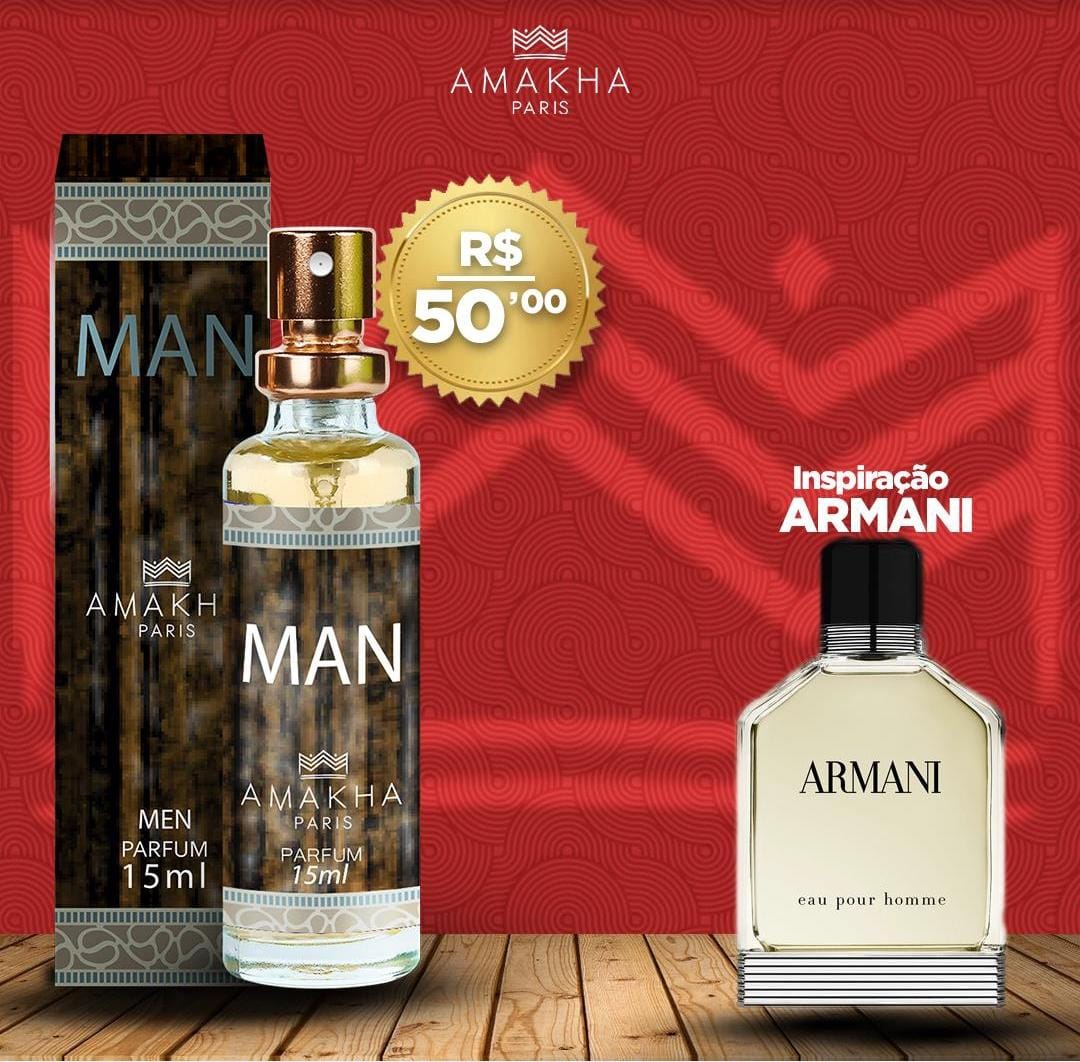 AMAKHA
PARIS
R$
50,00
MAN
AMAKH
PARIS
MEN
PARFUM
15ml
MAN
AMAKHA
PARIS
PARFUM
15ml
Inspiração
ARMANI
ARMANI
eau pour homme